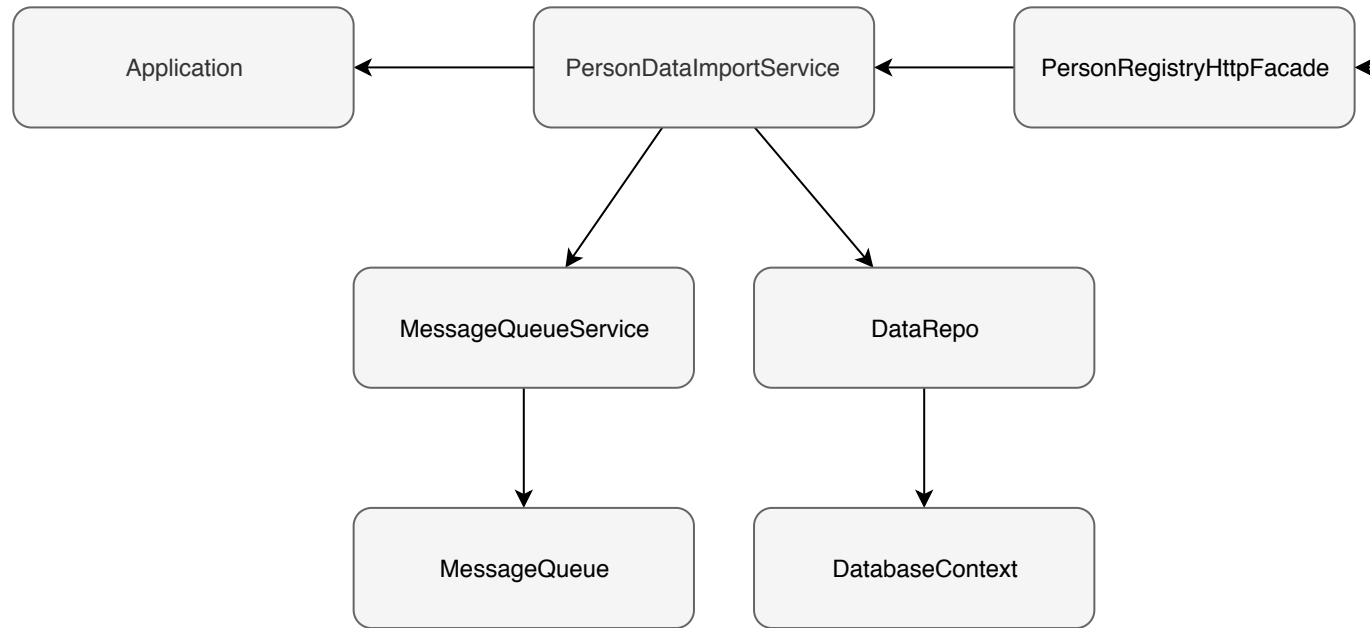 Application
PersonDataImportService
PersonRegistryHttpFacade
MessageQueueService
DataRepo
MessageQueue
DatabaseContext